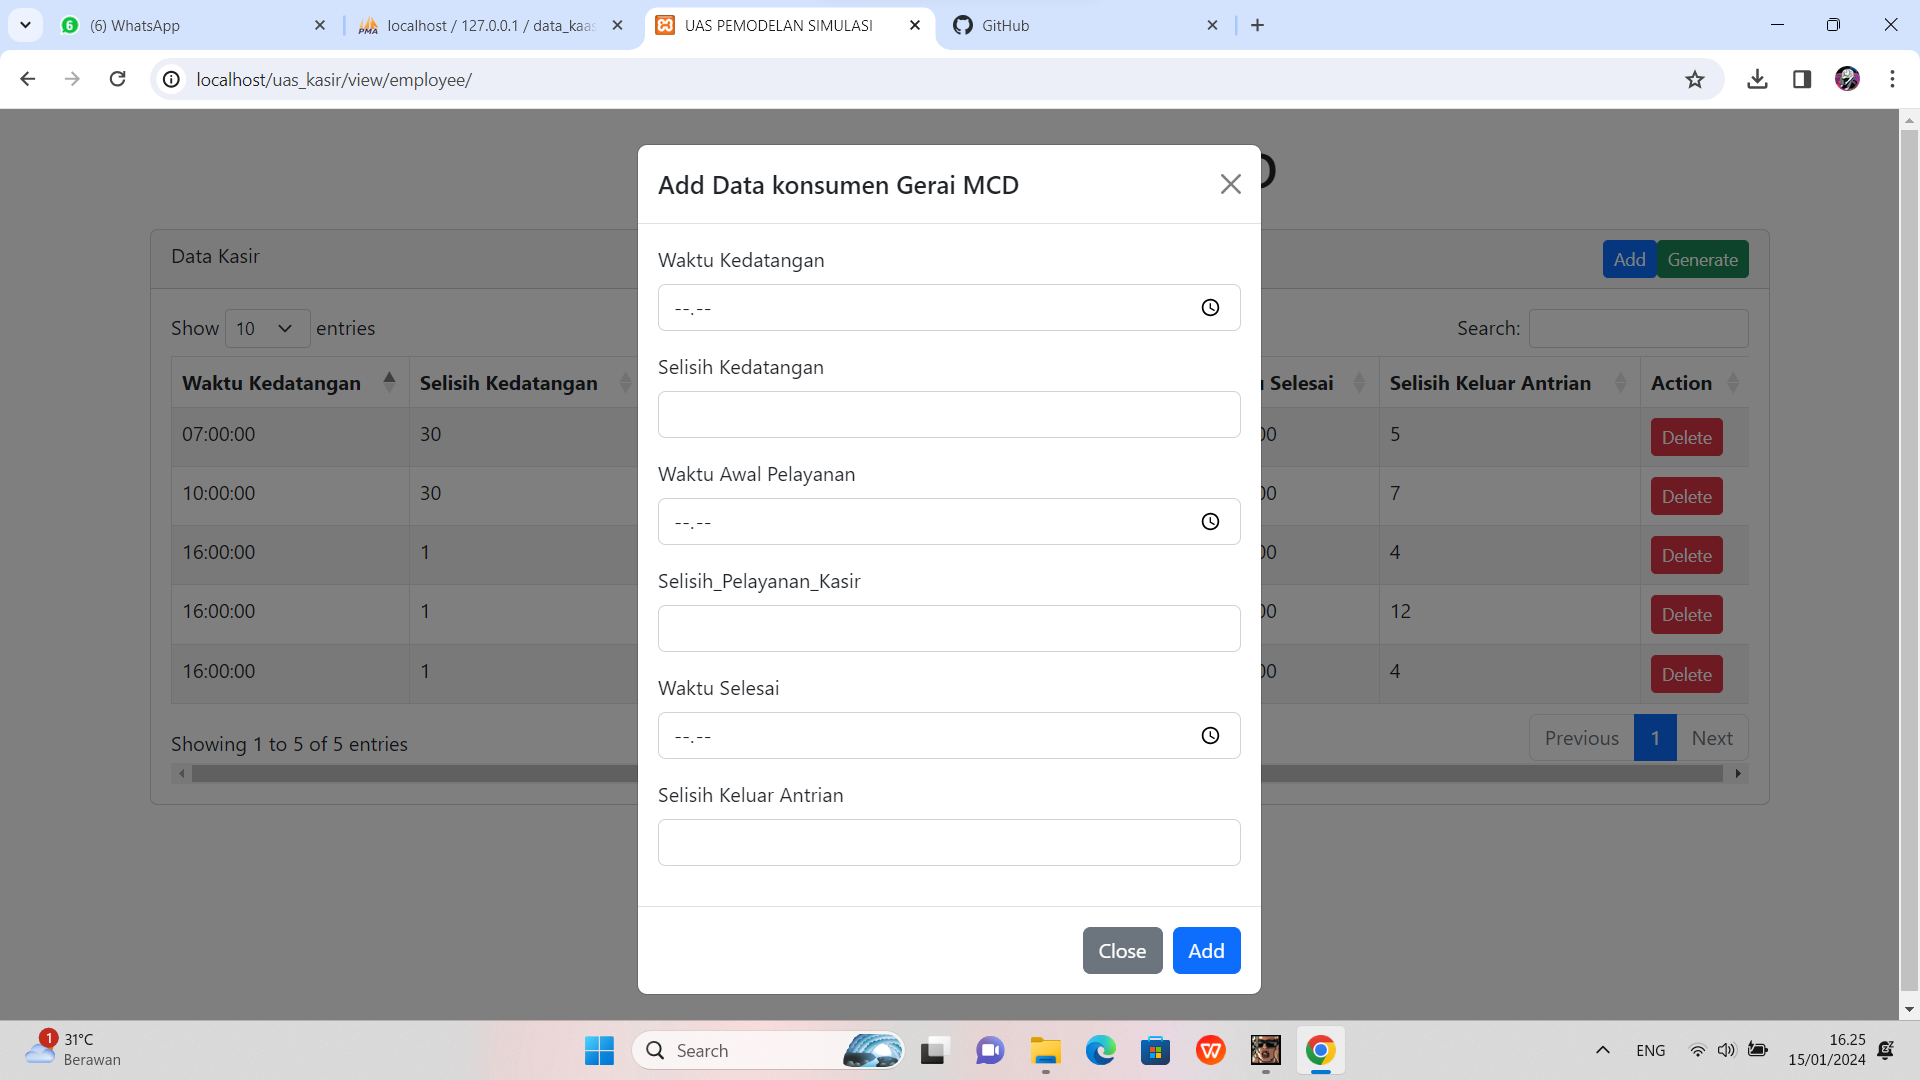 (6) WhatsApp
localhost / 127.0.0.1 / data_kaas
UAS PEMODELAN SIMULASI
GitHub
localhost/uas_kasir/view/employee/
Add Data konsumen Gerai MCD
D
Data Kasir
Add Generate
Show 10 entries
Search:
Waktu Kedatangan Selisih Kedatangan Selesai Selisih Keluar Antrian Action
07:00:00 30 00 5 Delete
10:00:00 30 00 7 Delete
16:00:00 1 00 4 Delete
16:00:00 1 00 12 Delete
16:00:00 1 00 4 Delete
Showing 1 to 5 of 5 entries
Previous 1 Next
Waktu Kedatangan
--.--
Selisih Kedatangan
Waktu Awal Pelayanan
--.--
Selisih_Pelayanan_Kasir
Waktu Selesai
--.--
Selisih Keluar Antrian
Close Add
1
31°C
Berawan
Search
ENG
16.25
15/01/2024